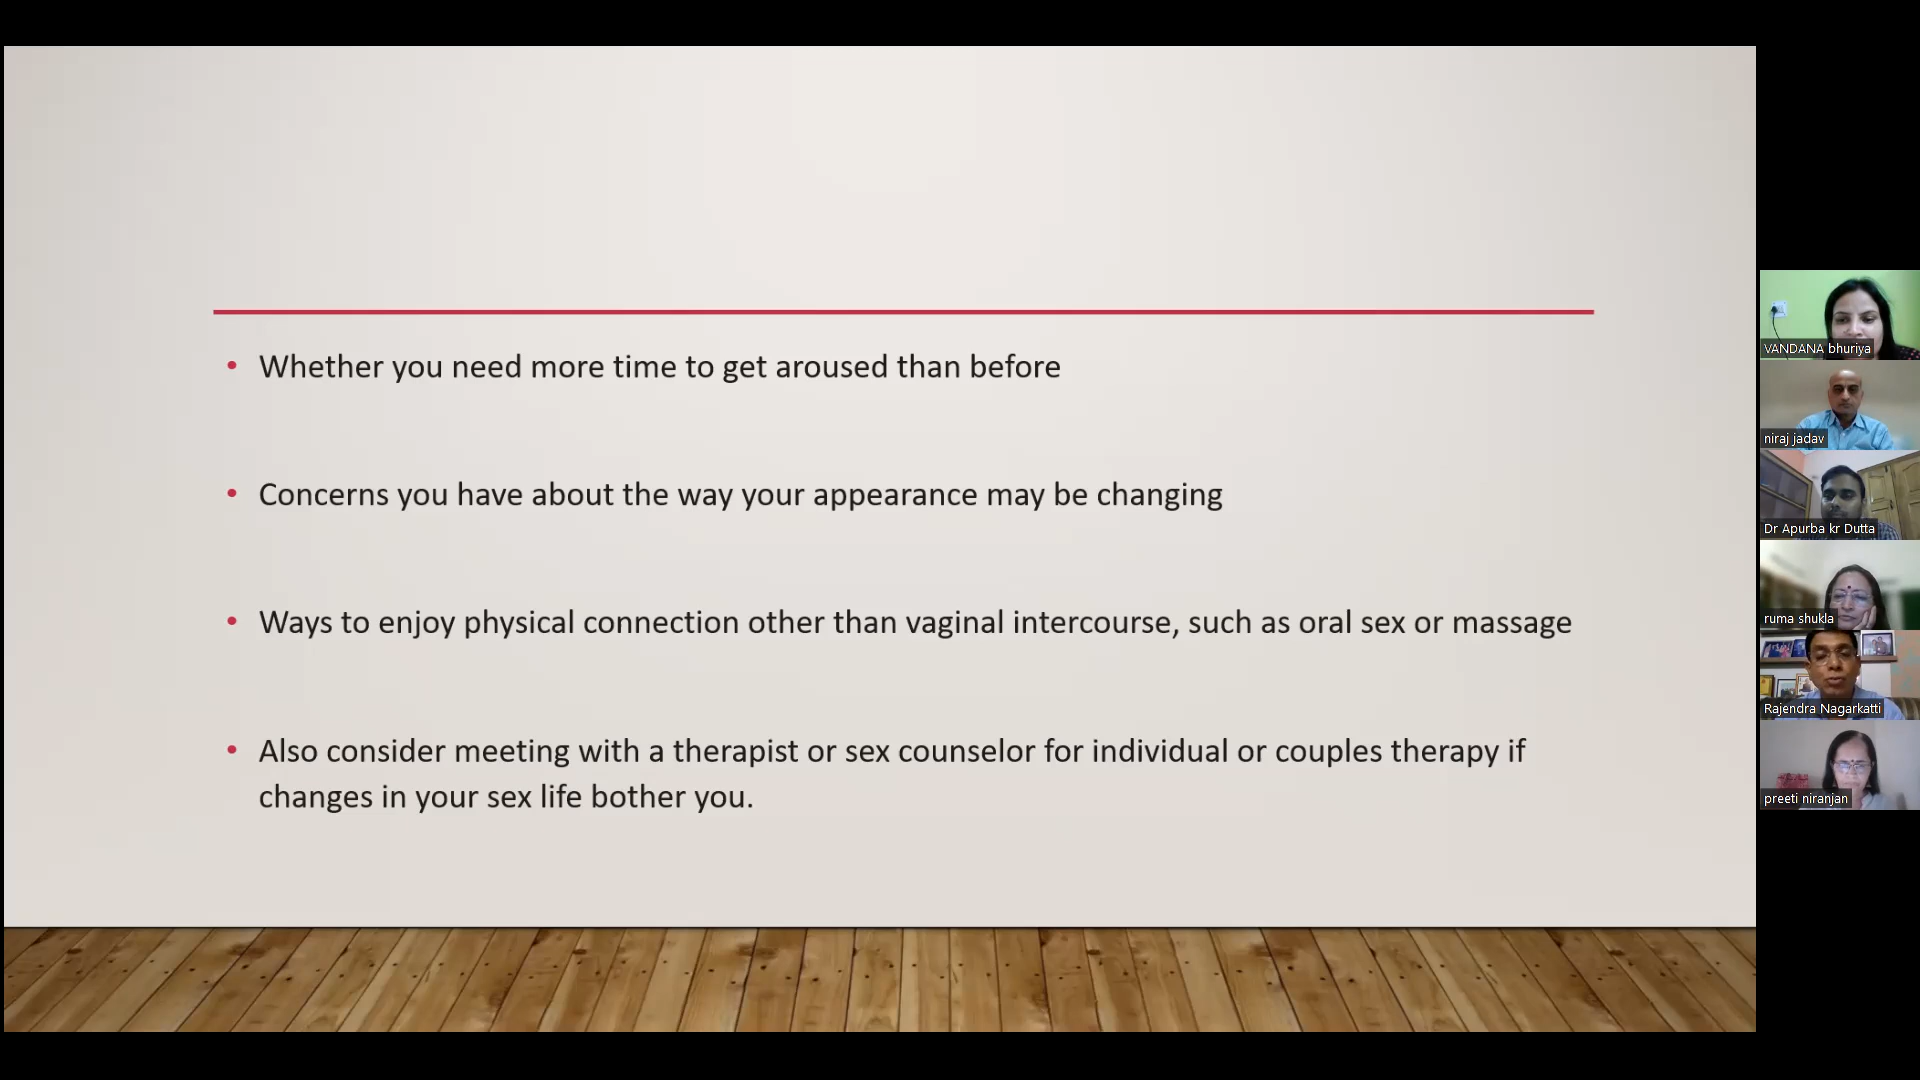 • Whether you need more time to get aroused than before
• Concerns you have about the way your appearance may be changing
• Ways to enjoy physical connection other than vaginal intercourse, such as oral sex or massage
• Also consider meeting with a therapist or sex counselor for individual or couples therapy if
changes in your sex life bother you.
VANDANA bhuriya
niraj jadav
Dr Apurba kr Dutta
ruma shukla
Rajendra Nagarkatti
preeti niranjan